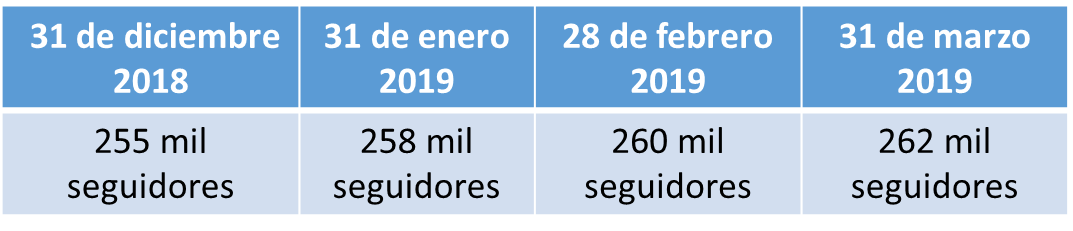 31 de diciembre
2018
31 de enero
2019
28 de febrero
2019
31 de marzo
2019
255 mil
seguidores
258 mil
seguidores
260 mil
seguidores
262 mil
seguidores